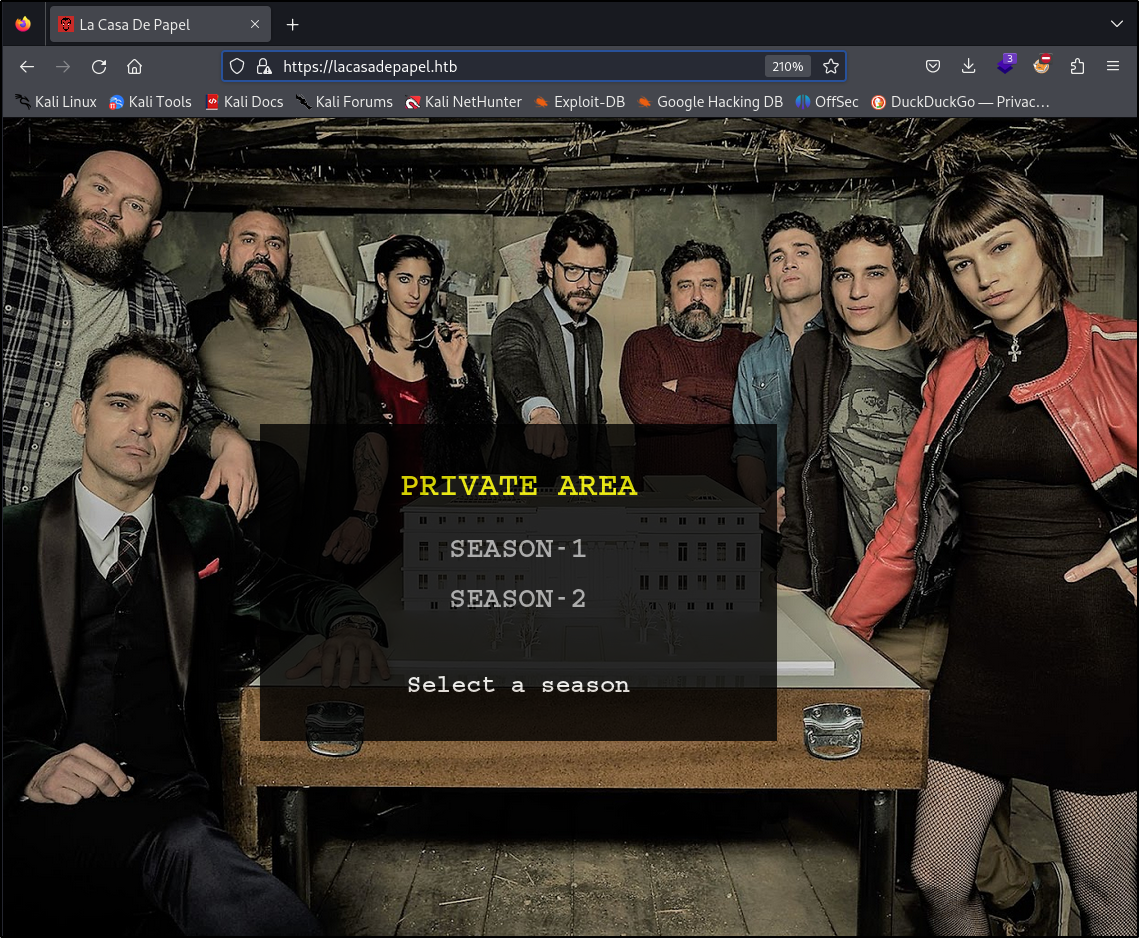 La Casa De Papel
https://lacasadepapel.htb
210%
3
Kali Linux Kali Tools Kali Docs Kali Forums Kali NetHunter Exploit-DB Google Hacking DB OffSec DuckDuckGo — Privac…
PRIVATE AREA
SEASON-1
SEASON-2
Select a season